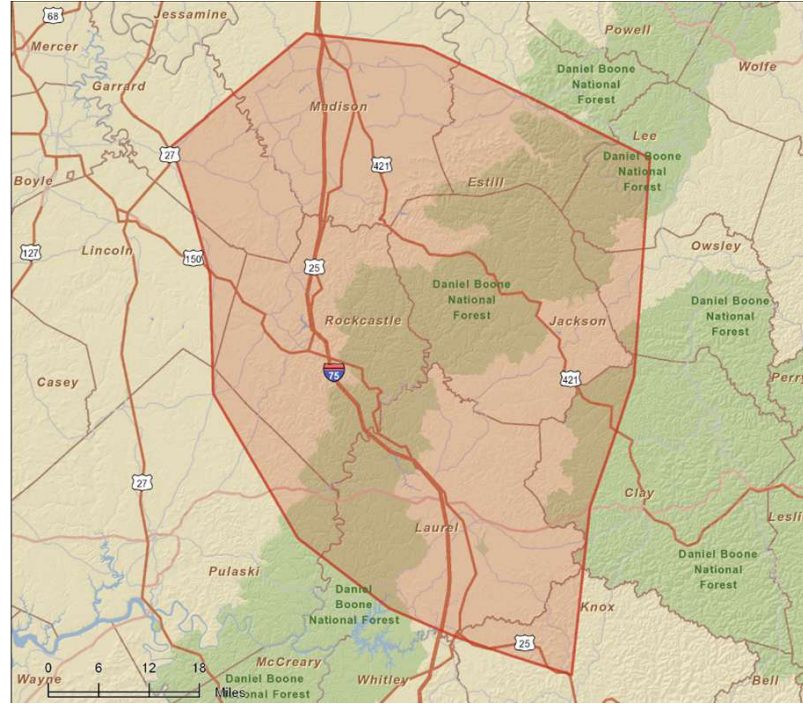 68
Jessamine
Mercer
Powell
Wolfe
Garrard
Daniel Boone
National
Forest
Madison
Lee
27
421
Daniel Boone
National
Forest
Boyle
Estill
Lincoln
127
150
25
Owsley
Daniel Boone
National
Forest
Daniel Boone
National
Forest
Rockcastle
Jackson
75
421
Casey
Perry
27
Clay
Laurel
Lesli
Daniel Boone
National
Forest
Pulaski
Daniel
Boone
National Forest
Knox
25
0 6 12 18
Miles
McCreary
Wayne
Daniel Boone
National Forest
Whitley
Bell